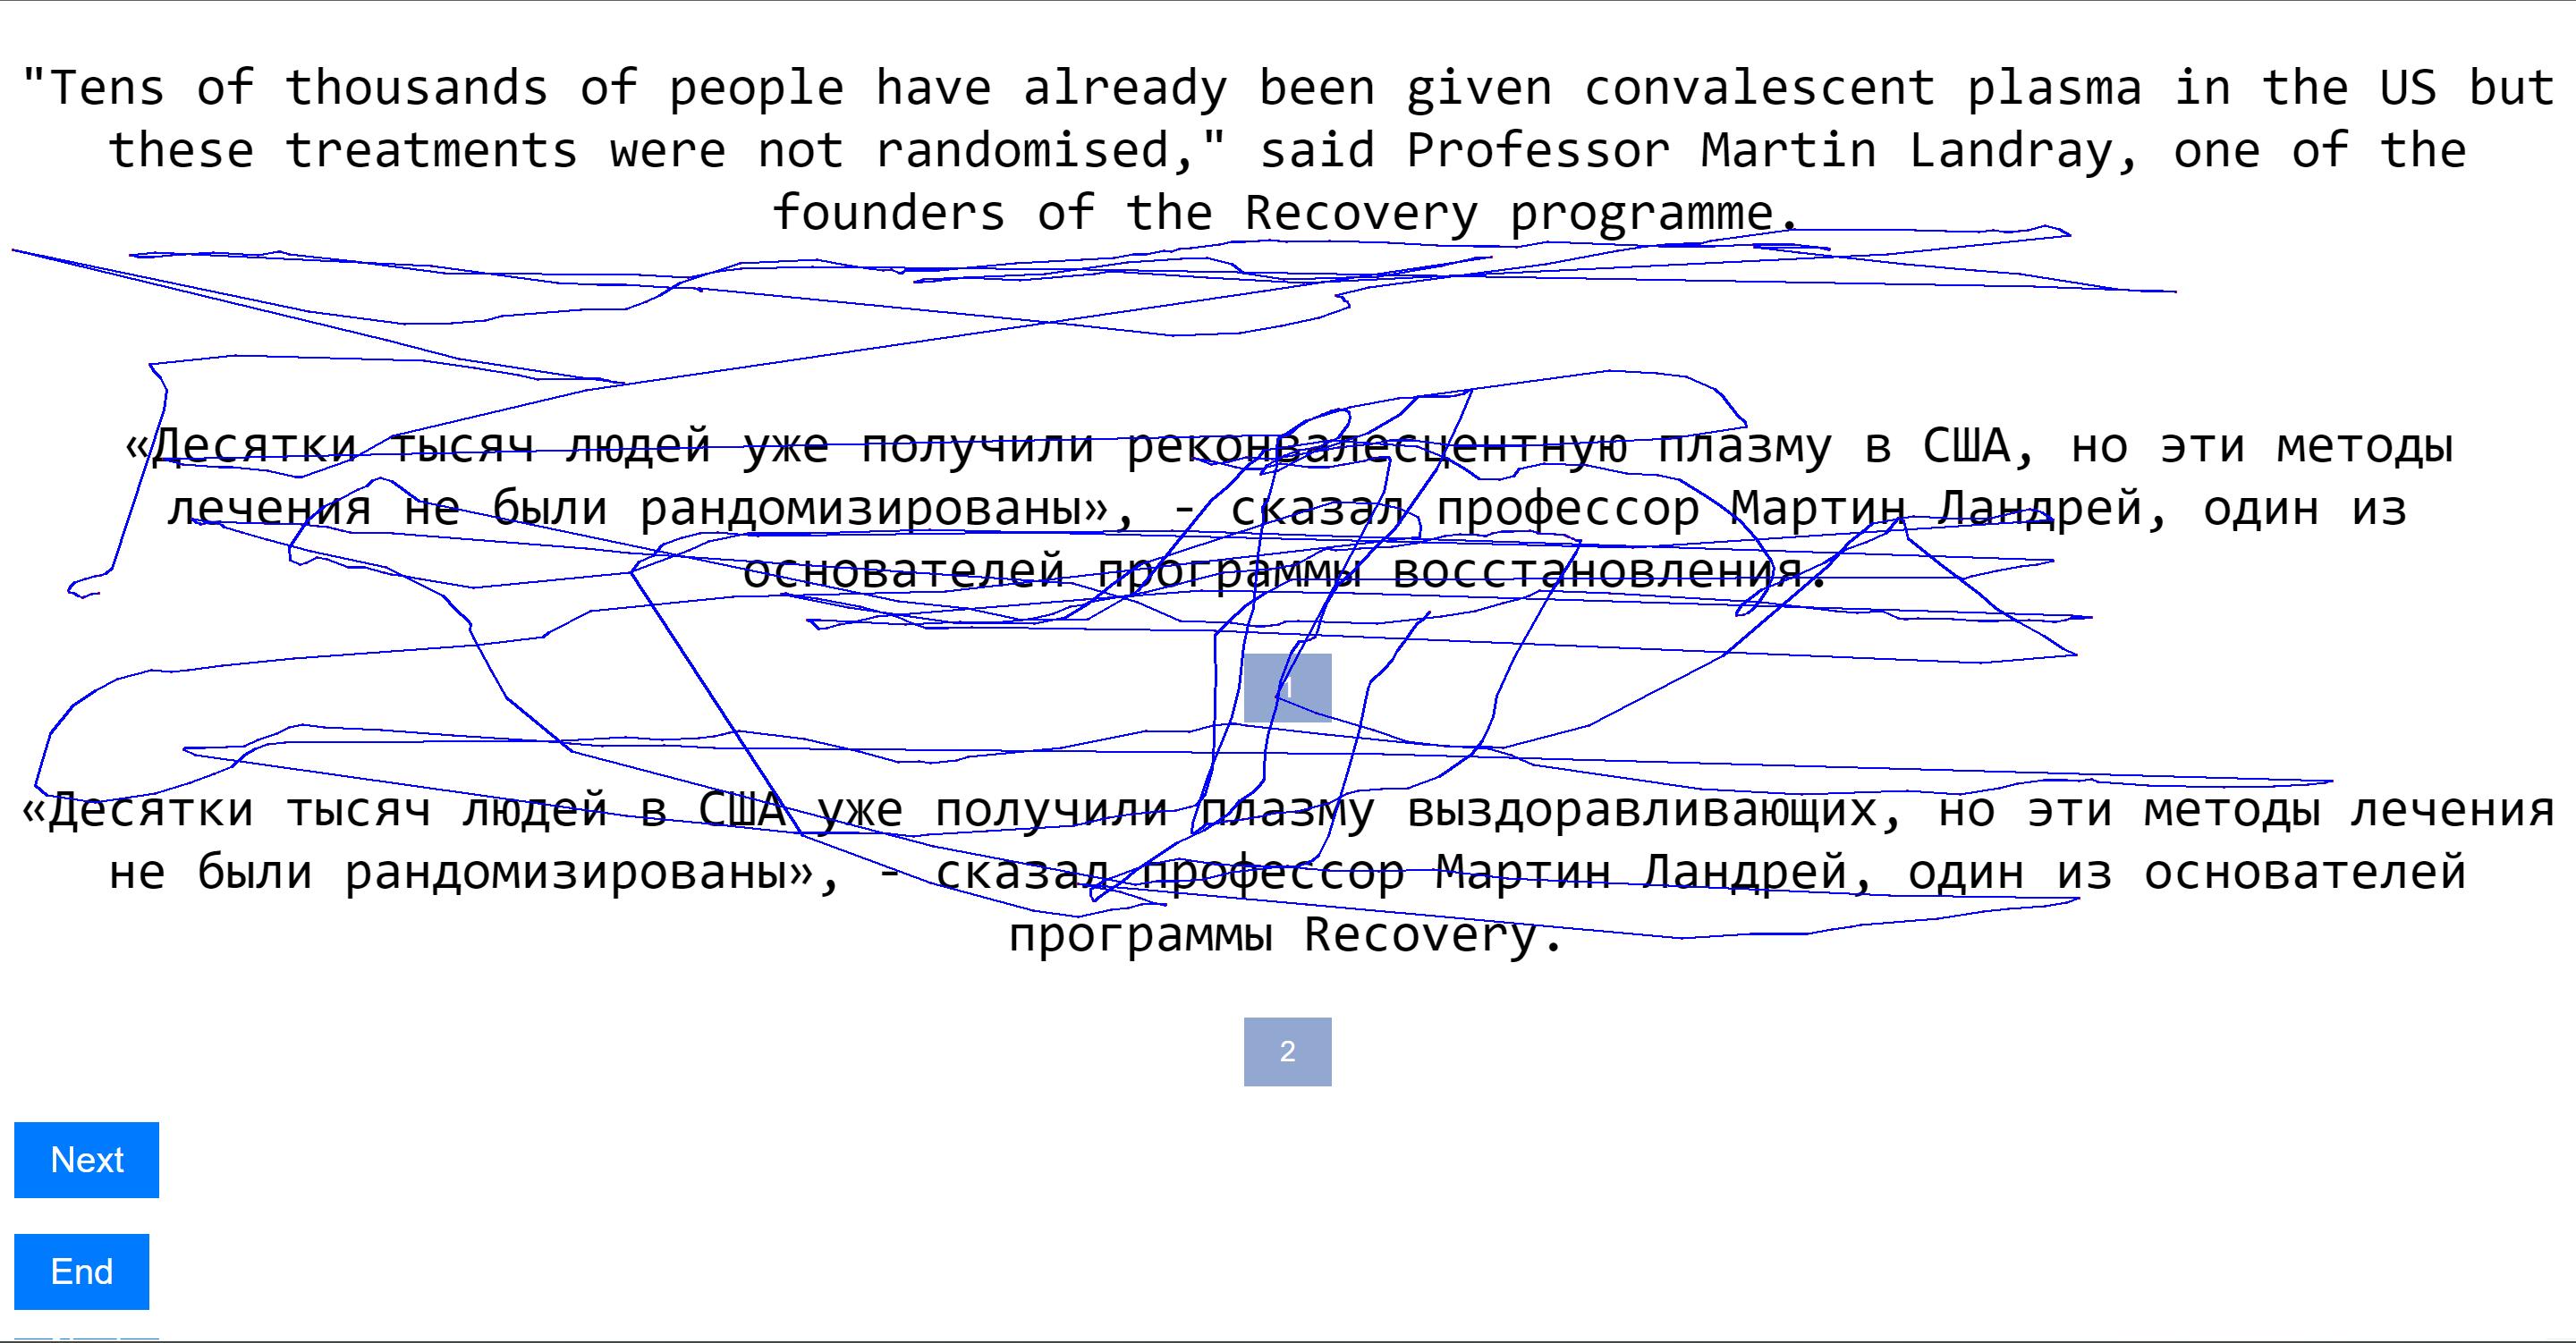 "Tens of thousands of people have already been given convalescent plasma in the US but
these treatments were not randomised," said Professor Martin Landray, one of the
founders of the Recovery programme.
«Десятки тысяч людей уже получили реконвалесцентную плазму в США, но эти методы
лечения не были рандомизированы», - сказал профессор Мартин Ландрей, один из
основателей программы восстановления.
1
«Десятки тысяч людей в США уже получили плазму выздоравливающих, но эти методы лечения
не были рандомизированы», - сказал профессор Мартин Ландрей, один из основателей
программы Recovery.
2
Next
End